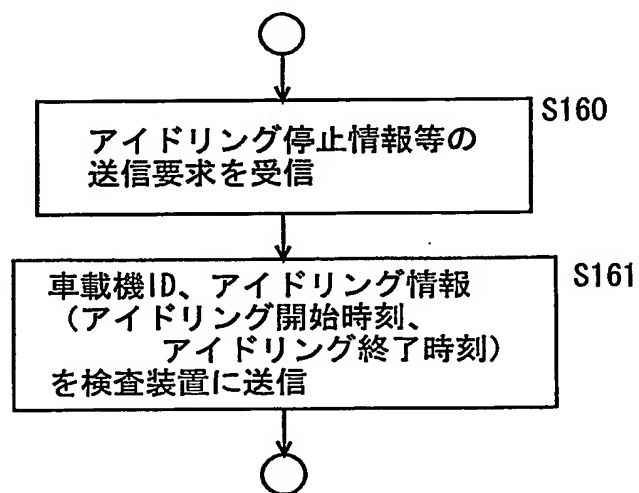 S160
アイドリング停止情報等の
送信要求を受信
S161
車載機ID、アイドリング情報
（アイドリング開始時刻、
アイドリング終了時刻）
を検査装置に送信